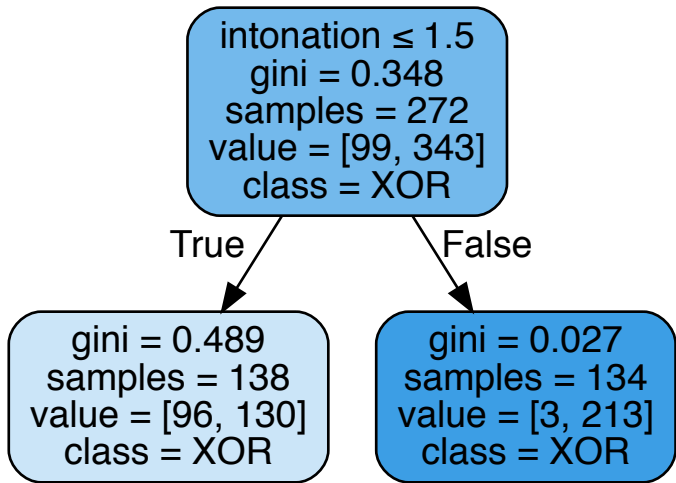 intonation ≤ 1.5
gini = 0.348
samples = 272
value = [99, 343]
class = XOR
True
False
gini = 0.489
samples = 138
value = [96, 130]
class = XOR
gini = 0.027
samples = 134
value = [3, 213]
class = XOR